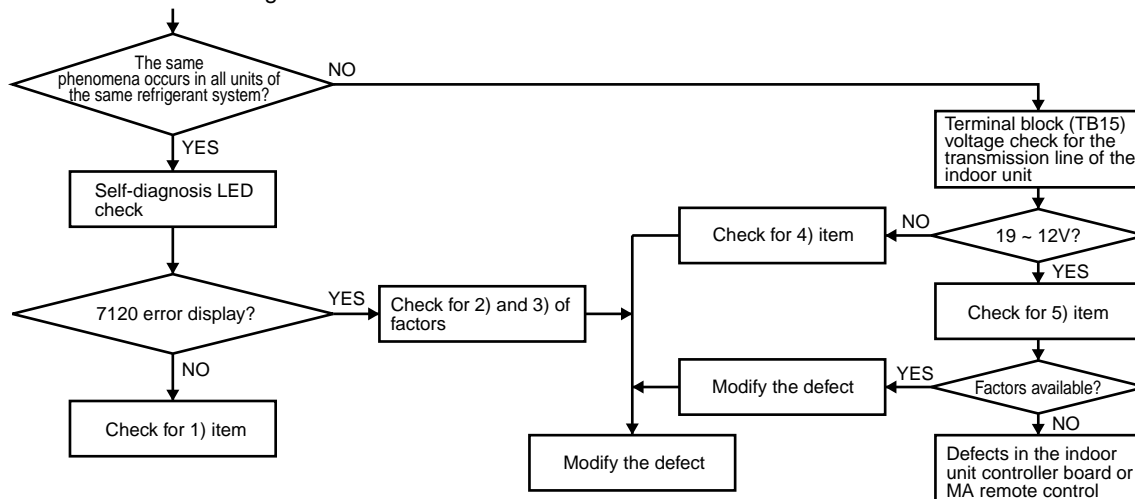 The same
phenomena occurs in all units of
the same refrigerant system?
NO
YES
Self-diagnosis LED
check
7120 error display?
YES
NO
Check for 1) item
Check for 2) and 3) of
factors
Terminal block (TB15)
voltage check for the
transmission line of the
indoor unit
19 ~ 12V?
NO
YES
Check for 4) item
Check for 5) item
Factors available?
YES
NO
Modify the defect
Modify the defect
Defects in the indoor
unit controller board or
MA remote control